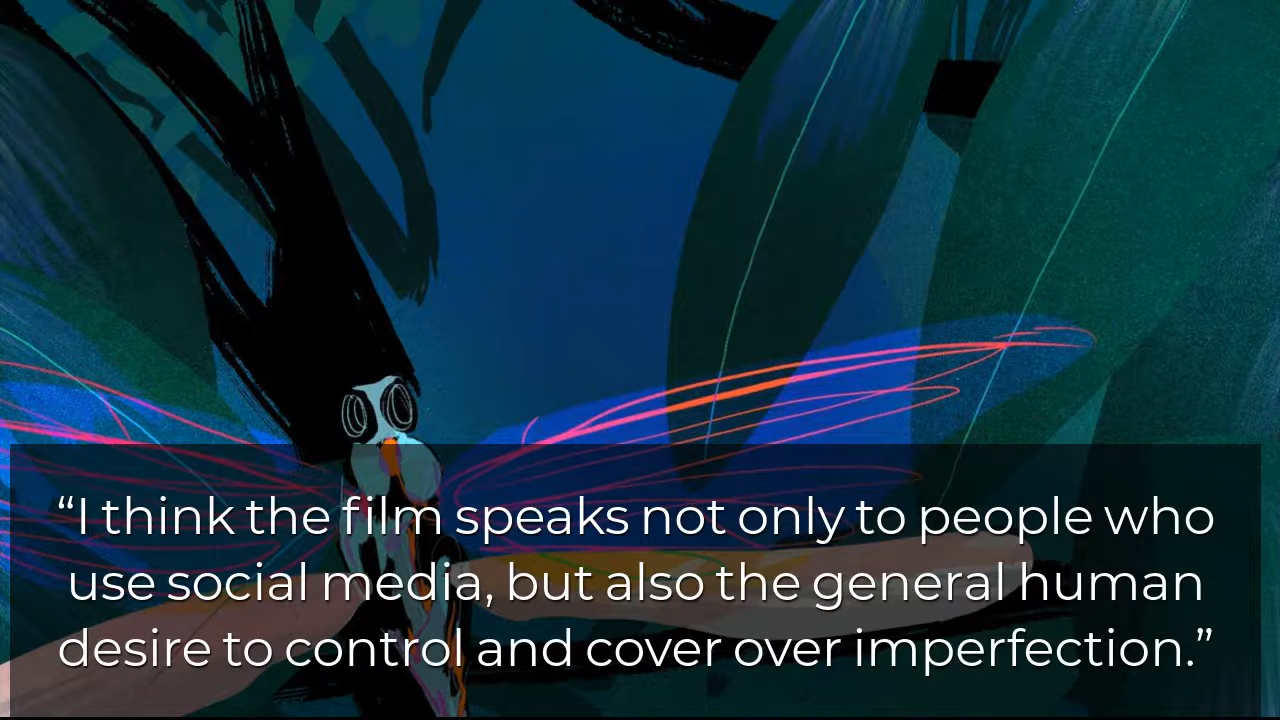 “I think the film speaks not only to people who
use social media, but also the general human
desire to control and cover over imperfection.”